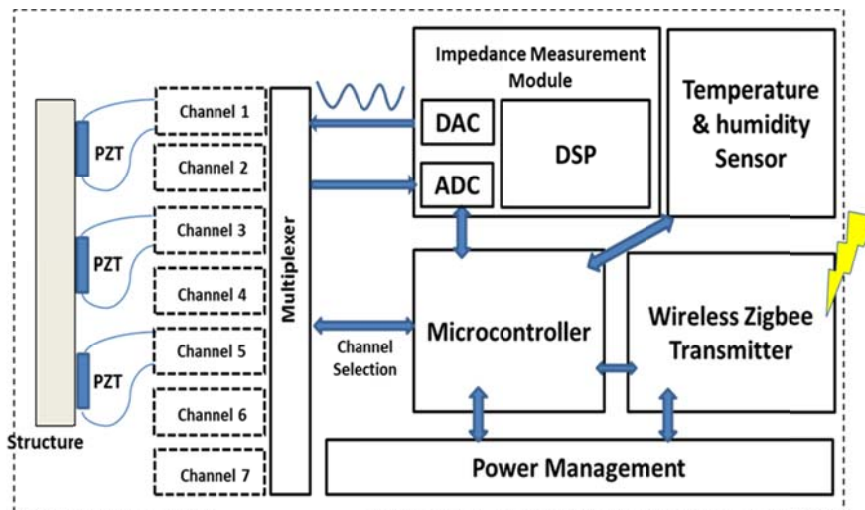 Impedance Measurement
Module
DAC
ADC
DSP
Temperature
& humidity
Sensor
PZT
PZT
PZT
Structure
Channel 1
Channel 2
Channel 3
Channel 4
Channel 5
Channel 6
Channel 7
Multiplexer
Channel
Selection
Microcontroller
Wireless Zigbee
Transmitter
Power Management